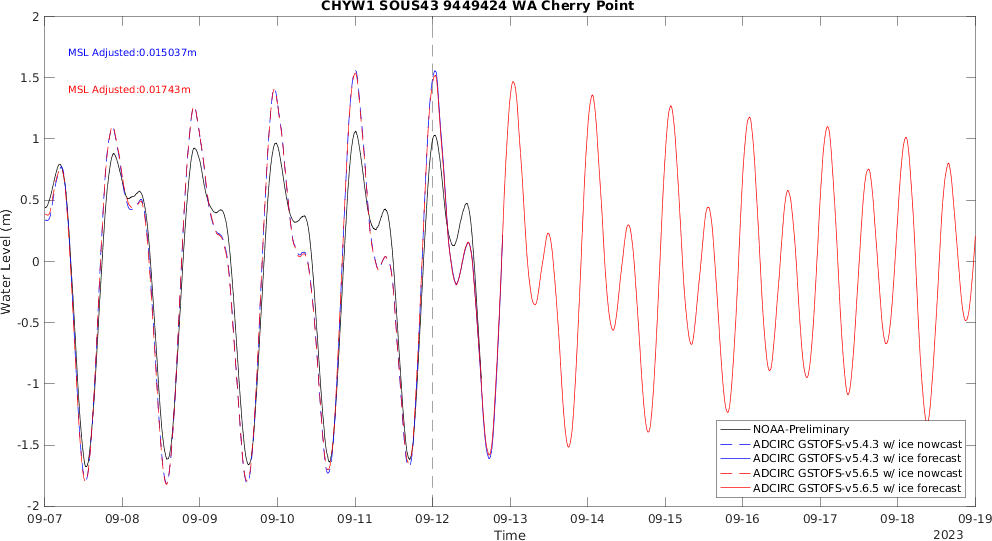 CHYW1 SOUS43 9449424 WA Cherry Point
MSL Adjusted:0.015037m
MSL Adjusted:0.01743m
Water Level (m)
2
1.5
1
0.5
0
-0.5
-1
-1.5
-2
NOAA-Preliminary
ADCIRC GSTOFS-v5.4.3 w/ ice nowcast
ADCIRC GSTOFS-v5.4.3 w/ ice forecast
ADCIRC GSTOFS-v5.6.5 w/ ice nowcast
ADCIRC GSTOFS-v5.6.5 w/ ice forecast
09-07 09-08 09-09 09-10 09-11 09-12 09-13 09-14 09-15 09-16 09-17 09-18 09-19
Time
2023